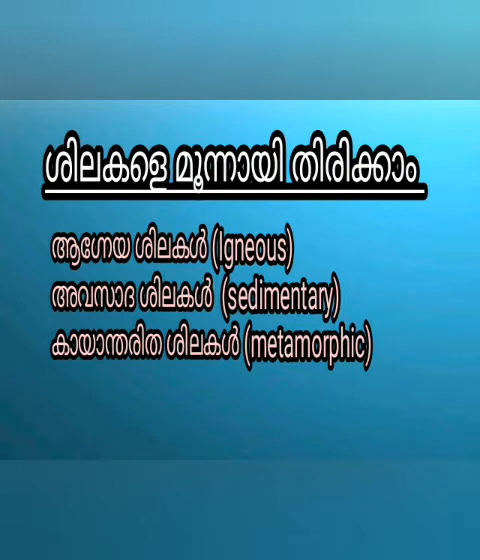 ശിലകളെ മൂന്നായി തിരിക്കാം
ആഗ്നേയ ശിലകൾ (Igneous)
അവസാദ ശിലകൾ (sedimentary)
കായാന്തരിത ശിലകൾ (metamorphic)